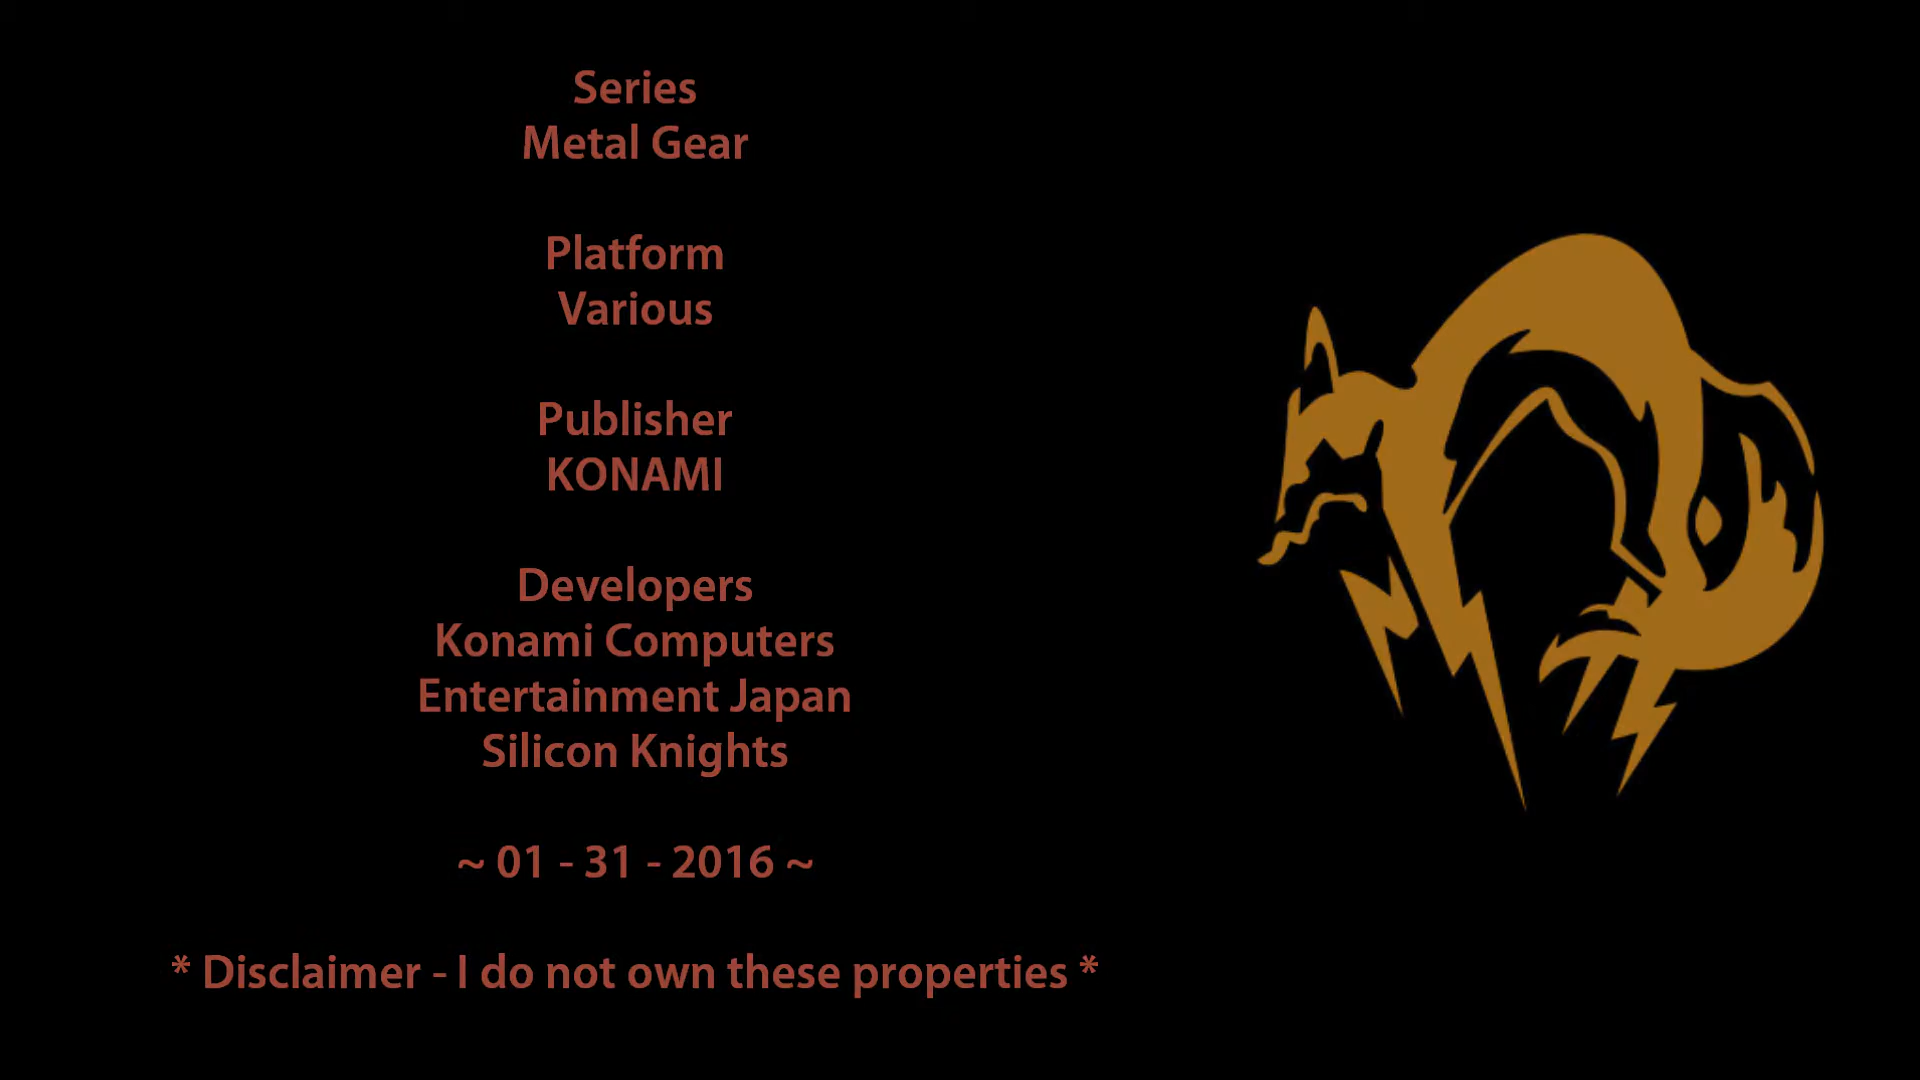 Series
Metal Gear
Platform
Various
Publisher
KONAMI
Developers
Konami Computers
Entertainment Japan
Silicon Knights
~ 01 - 31 - 2016 ~
* Disclaimer - I do not own these properties *